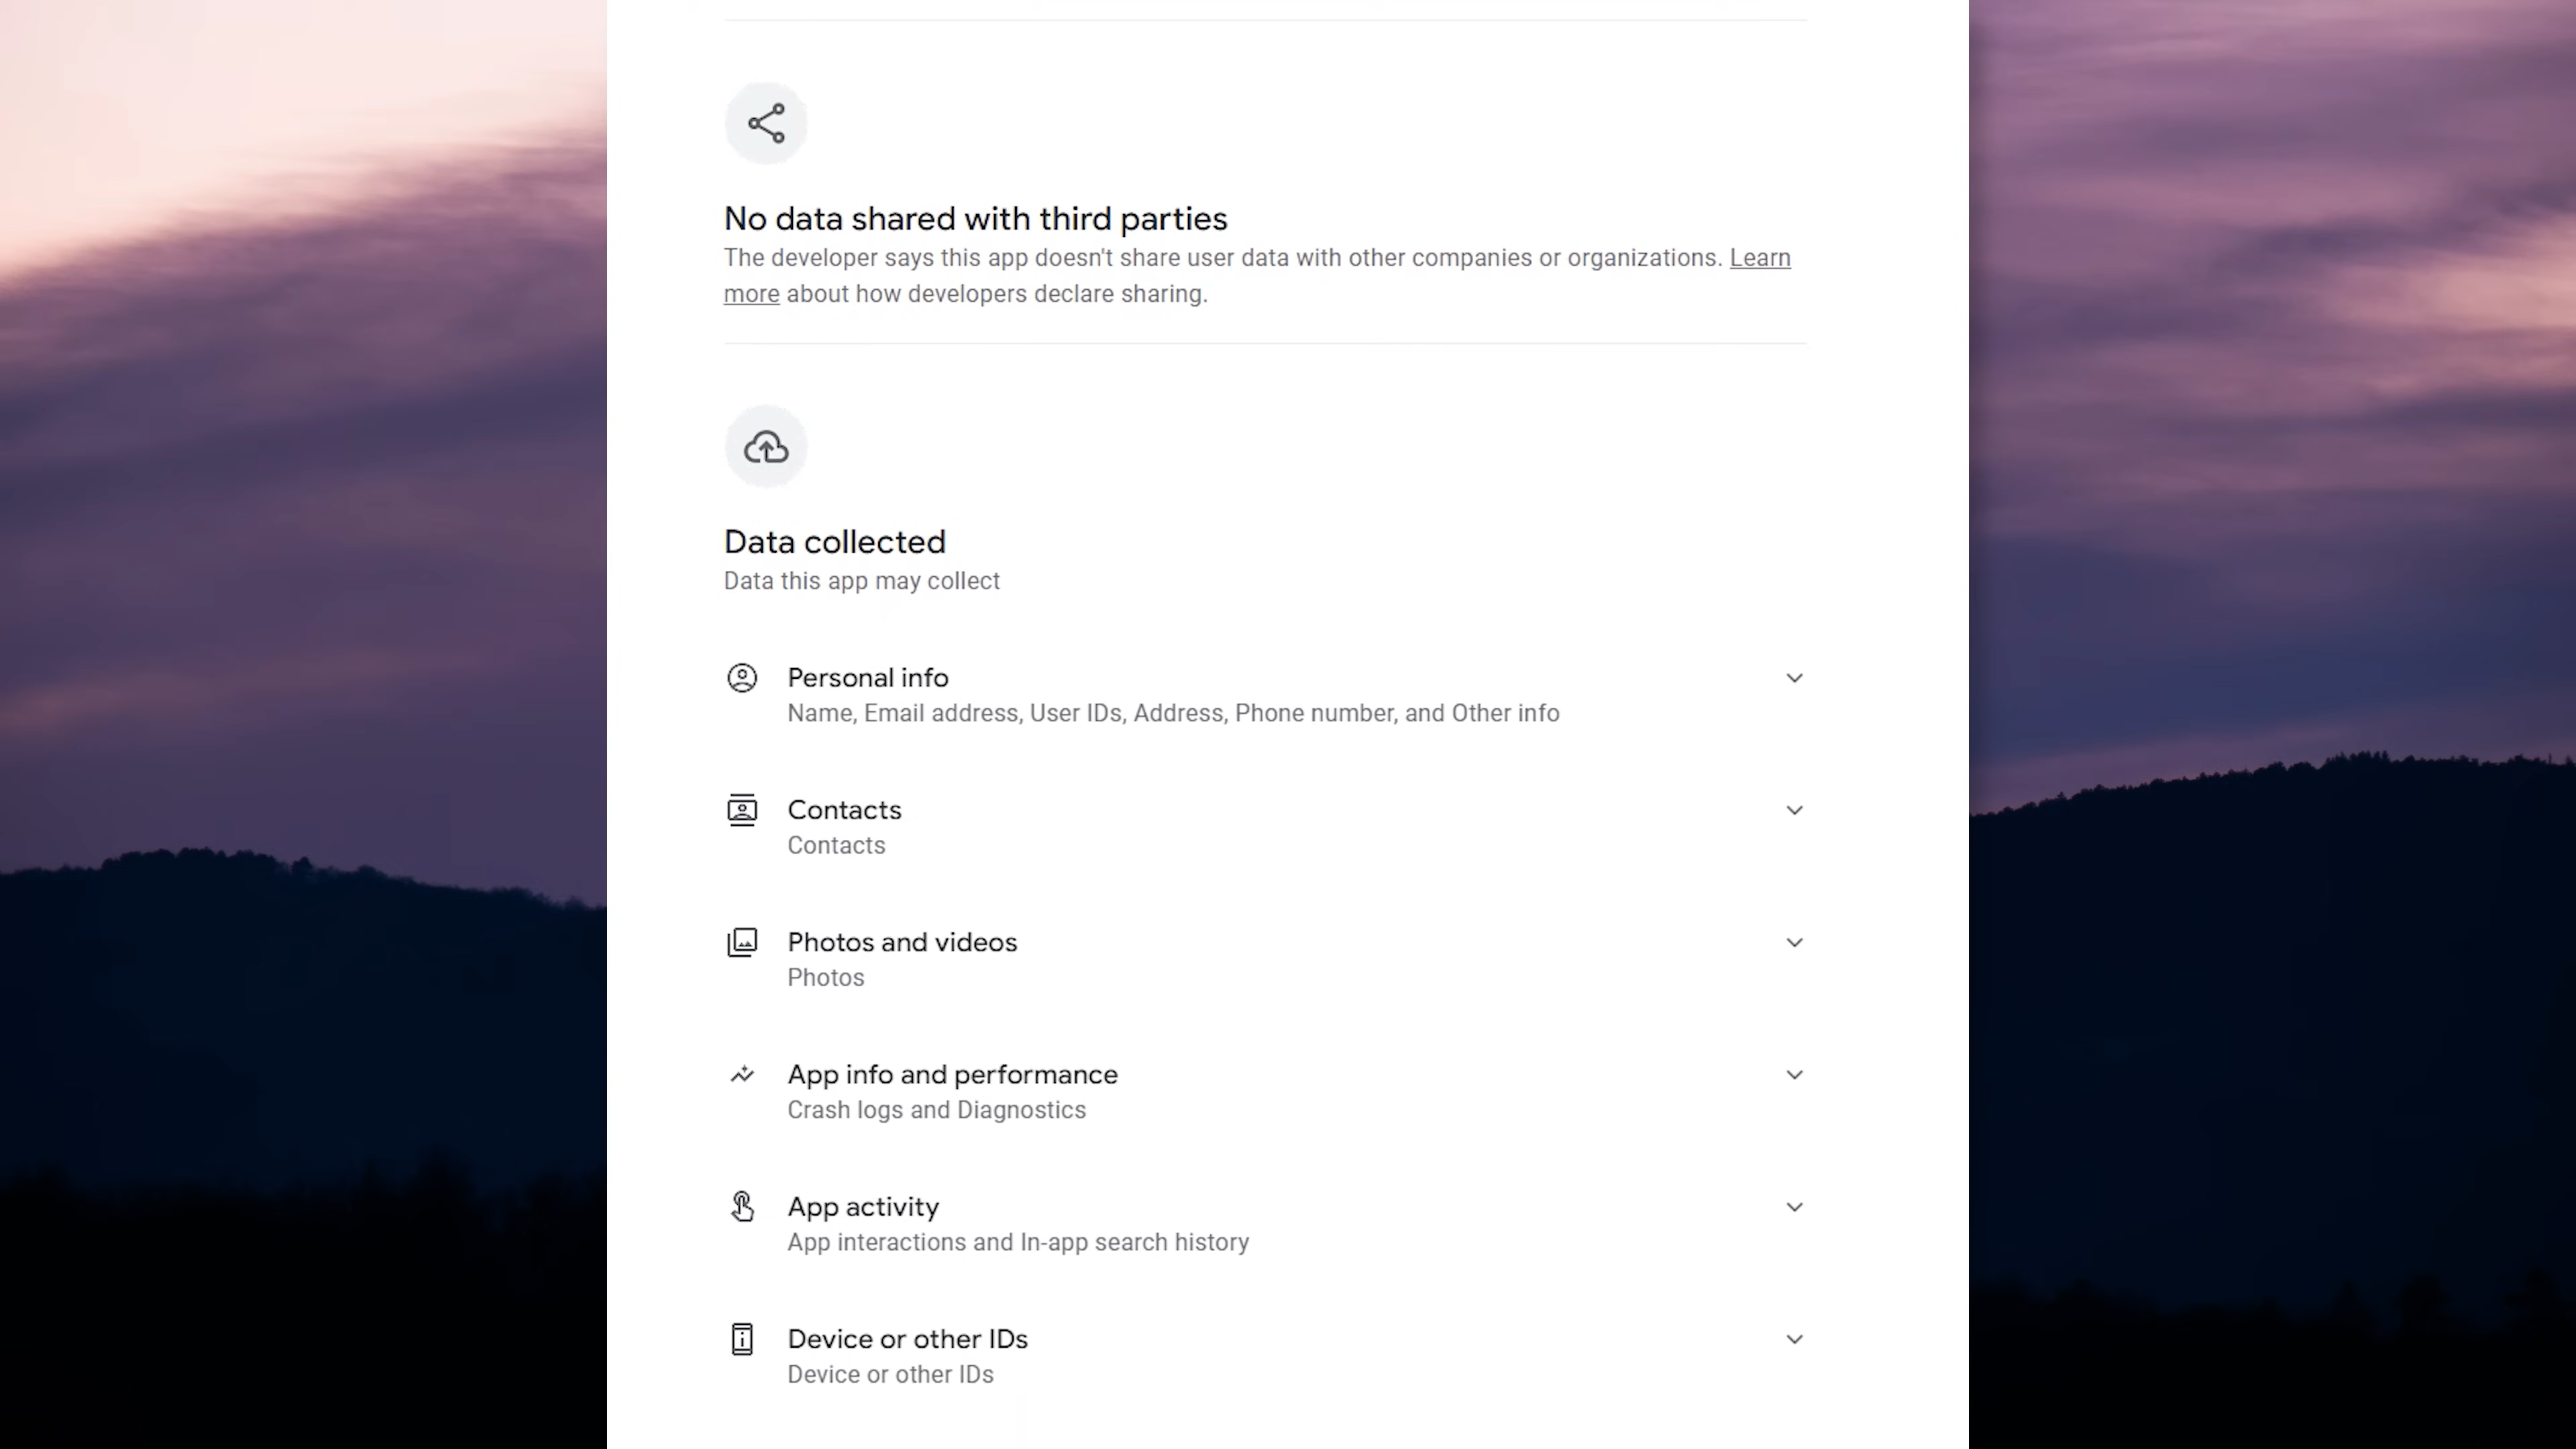 No data shared with third parties
The developer says this app doesn't share user data with other companies or organizations. Learn
more about how developers declare sharing.
Data collected
Data this app may collect
Personal info
Name, Email address, User IDs, Address, Phone number, and Other info
Contacts
Contacts
Photos and videos
Photos
App info and performance
Crash logs and Diagnostics
App activity
App interactions and In-app search history
Device or other IDs
Device or other IDs